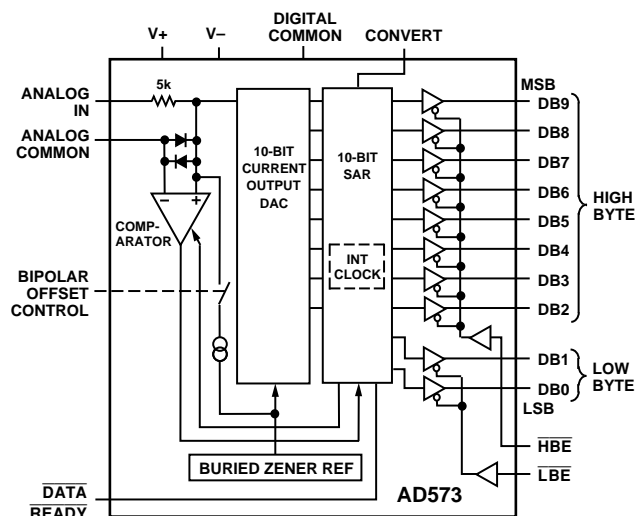 DIGITAL
COMMON
V+
V–
CONVERT
5k
MSB
ANALOG
IN
DB9
ANALOG
COMMON
DB8
10-BIT
CURRENT
OUTPUT
DAC
10-BIT
SAR
DB7
DB6
HIGH
BYTE
– +
COMP-
ARATOR
DB5
INT
CLOCK
DB4
BIPOLAR
OFFSET
CONTROL
DB3
DB2
DB1
LOW
BYTE
DB0
LSB
HBE
BURIED ZENER REF
LBE
DATA
READY
AD573